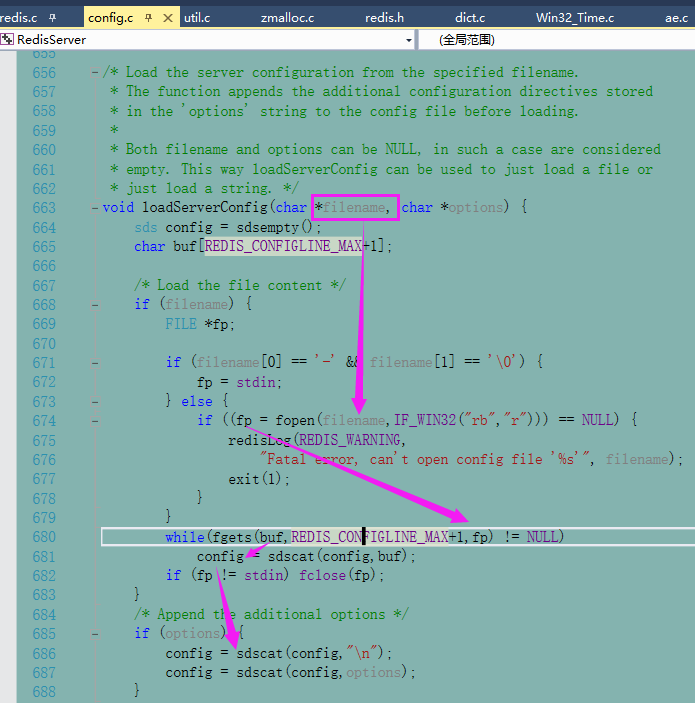 redis.c config.c util.c zmalloc.c redis.h dict.c Win32_Time.c ae.c
RedisServer (全局范围)
655
656 /* Load the server configuration from the specified filename.
657 * The function appends the additional configuration directives stored
658 * in the 'options' string to the config file before loading.
659 *
660 * Both filename and options can be NULL, in such a case are considered
661 * empty. This way loadServerConfig can be used to just load a file or
662 * just load a string. */
663 void loadServerConfig(char *filename, char *options) {
664 sds config = sdsempty();
665 char buf[REDIS_CONFIGLINE_MAX+1];
666
667 /* Load the file content */
668 if (filename) {
669 FILE *fp;
670
671 if (filename[0] == '-' && filename[1] == '\0') {
672 fp = stdin;
673 } else {
674 if ((fp = fopen(filename,IF_WIN32("rb","r"))) == NULL) {
675 redisLog(REDIS_WARNING,
676 "Fatal error, can't open config file '%s'", filename);
677 exit(1);
678 }
679 }
680 while(fgets(buf,REDIS_CONFIGLINE_MAX+1,fp) != NULL)
681 config = sdscat(config,buf);
682 if (fp != stdin) fclose(fp);
683 }
684 /* Append the additional options */
685 if (options) {
686 config = sdscat(config,"\n");
687 config = sdscat(config,options);
688 }